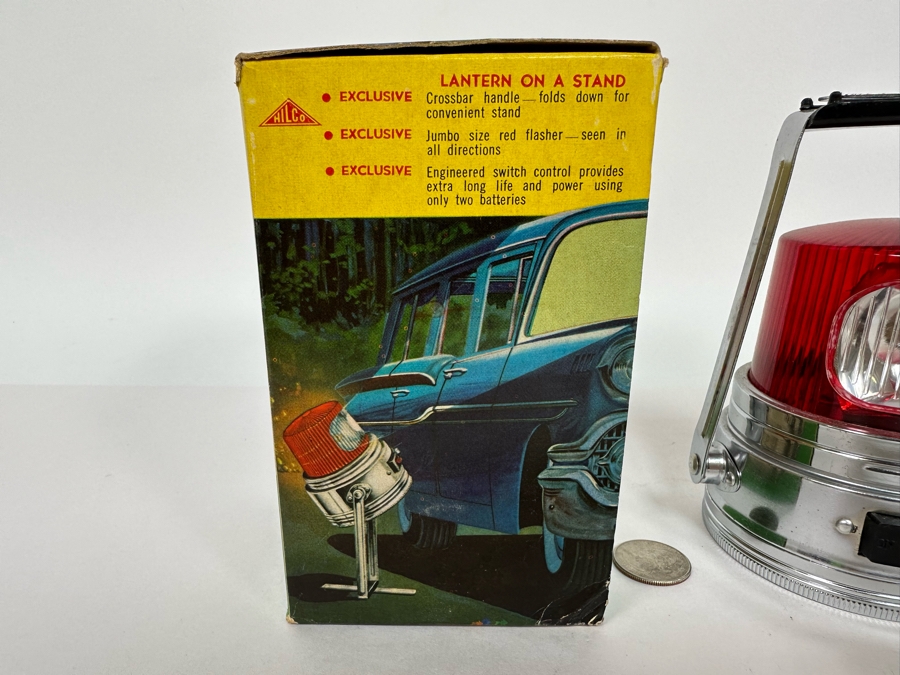 LANTERN ON A STAND
HILCO
• EXCLUSIVE Crossbar handle—folds down for
convenient stand
• EXCLUSIVE Jumbo size red flasher—seen in
all directions
• EXCLUSIVE Engineered switch control provides
extra long life and power using
only two batteries